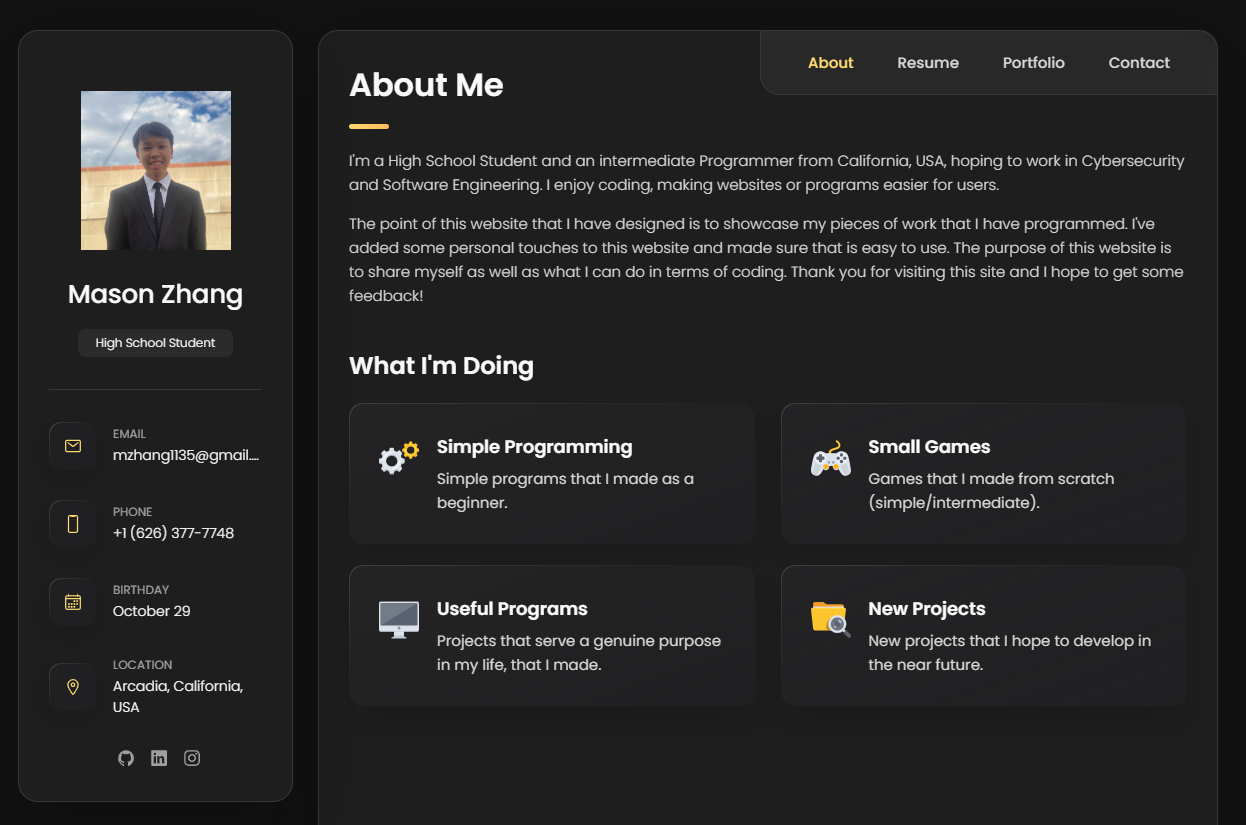 Mason Zhang
High School Student
EMAIL
mzhang1135@gmail....
PHONE
+1 (626) 377-7748
BIRTHDAY
October 29
LOCATION
Arcadia, California,
USA
About Resume Portfolio Contact
About Me
I'm a High School Student and an intermediate Programmer from California, USA, hoping to work in Cybersecurity
and Software Engineering. I enjoy coding, making websites or programs easier for users.
The point of this website that I have designed is to showcase my pieces of work that I have programmed. I've
added some personal touches to this website and made sure that is easy to use. The purpose of this website is
to share myself as well as what I can do in terms of coding. Thank you for visiting this site and I hope to get some
feedback!
What I'm Doing
Simple Programming
Simple programs that I made as a
beginner.
Small Games
Games that I made from scratch
(simple/intermediate).
Useful Programs
Projects that serve a genuine purpose
in my life, that I made.
New Projects
New projects that I hope to develop in
the near future.